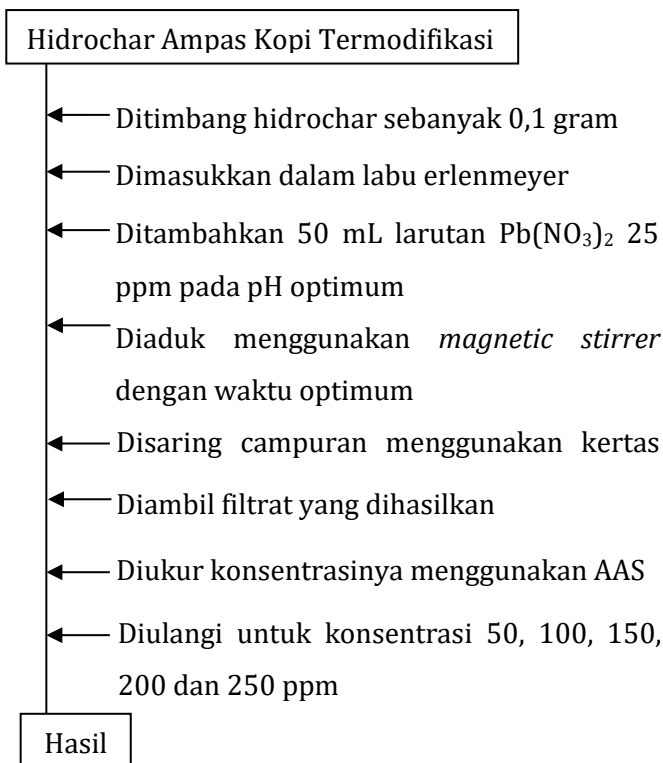 Hidrochar Ampas Kopi Termodifikasi
Ditimbang hidrochar sebanyak 0,1 gram
Dimasukkan dalam labu erlenmeyer
Ditambahkan 50 mL larutan Pb(NO₃)₂ 25
ppm pada pH optimum
Diaduk menggunakan magnetic stirrer
dengan waktu optimum
Disaring campuran menggunakan kertas
Diambil filtrat yang dihasilkan
Diukur konsentrasinya menggunakan AAS
Diulangi untuk konsentrasi 50, 100, 150,
200 dan 250 ppm
Hasil